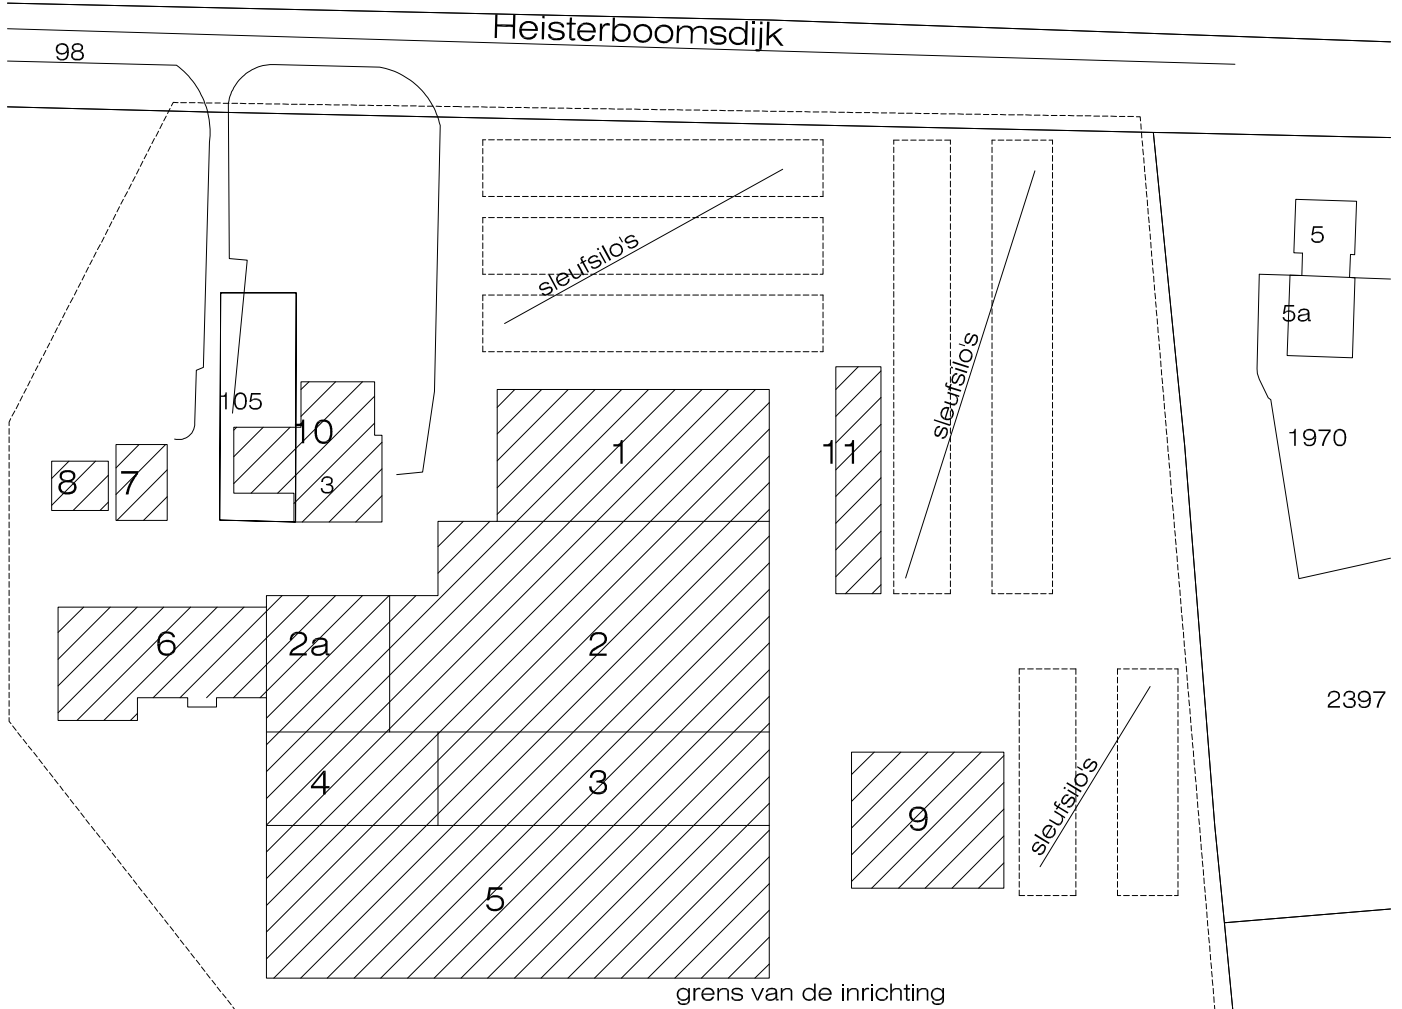 Heisterboomsdijk
98
5
sleufsilo's
5a
sleufsilo's
105
10
1
11
1970
8
7
3
6
2a
2
2397
4
3
9
sleufsilo's
5
grens van de inrichting